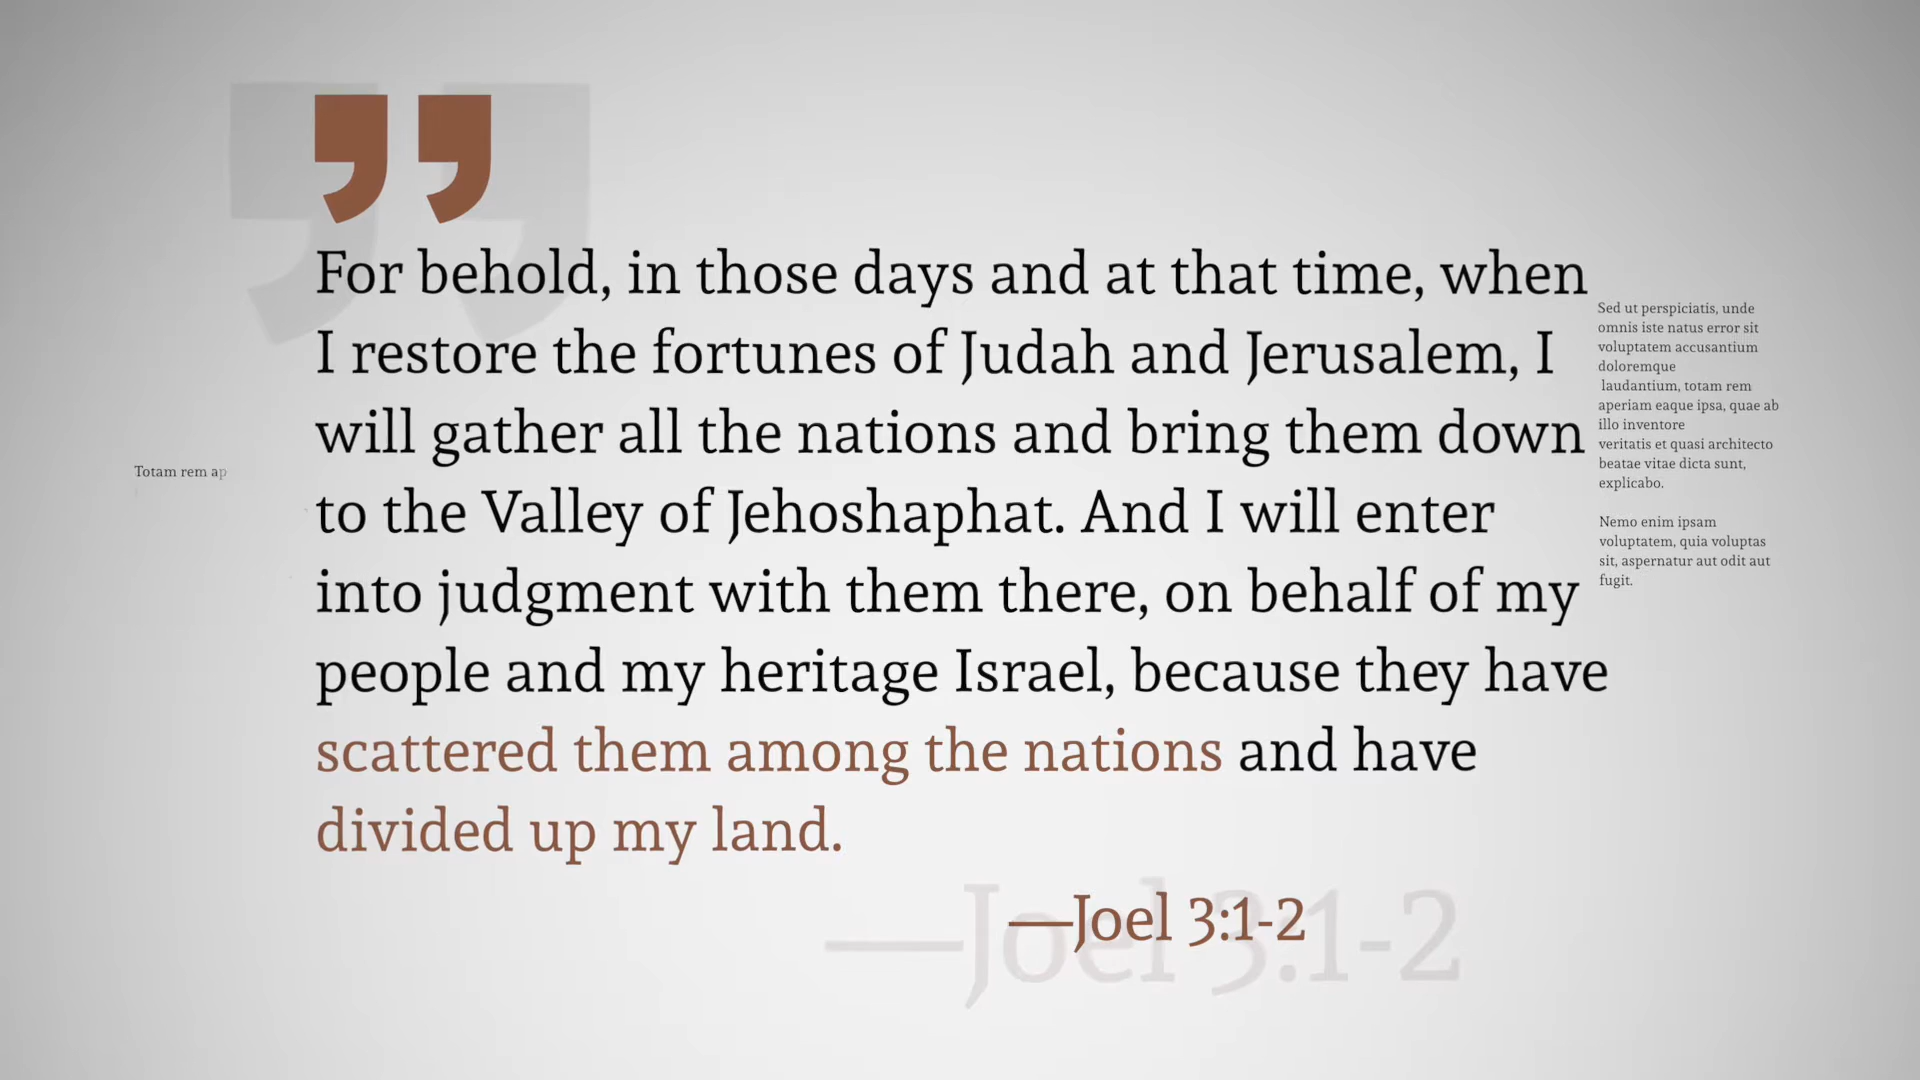 For behold, in those days and at that time, when
I restore the fortunes of Judah and Jerusalem, I
will gather all the nations and bring them down
to the Valley of Jehoshaphat. And I will enter
into judgment with them there, on behalf of my
people and my heritage Israel, because they have
scattered them among the nations and have
divided up my land.
—Joel 3:1-2
—Joel 3:1-2
Totam rem ap
Sed ut perspiciatis, unde
omnis iste natus error sit
voluptatem accusantium
doloremque
laudantium, totam rem
aperiam eaque ipsa, quae ab
illo inventore
veritatis et quasi architecto
beatae vitae dicta sunt,
explicabo.
Nemo enim ipsam
voluptatem, quia voluptas
sit, aspernatur aut odit aut
fugit.